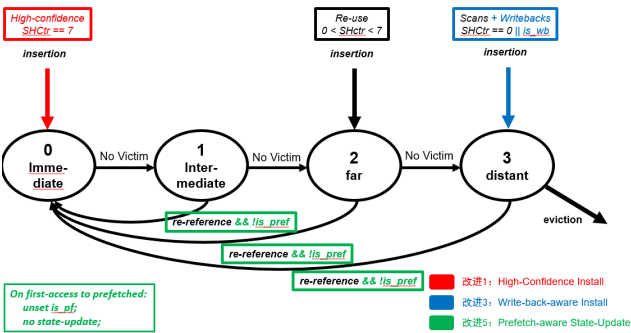 High-confidence
SHCtr == 7
Re-use
0 < SHctr < 7
Scans + Writebacks
SHCtr == 0 || is_wb
insertion
insertion
insertion
0
Imme-
diate
No Victim
1
Inter-
mediate
No Victim
2
far
No Victim
3
distant
eviction
re-reference && !is_pref
re-reference && !is_pref
re-reference && !is_pref
On first-access to prefetched:
unset is_pf;
no state-update;
改进1：High-Confidence Install
改进3：Write-back-aware Install
改进5：Prefetch-aware State-Update